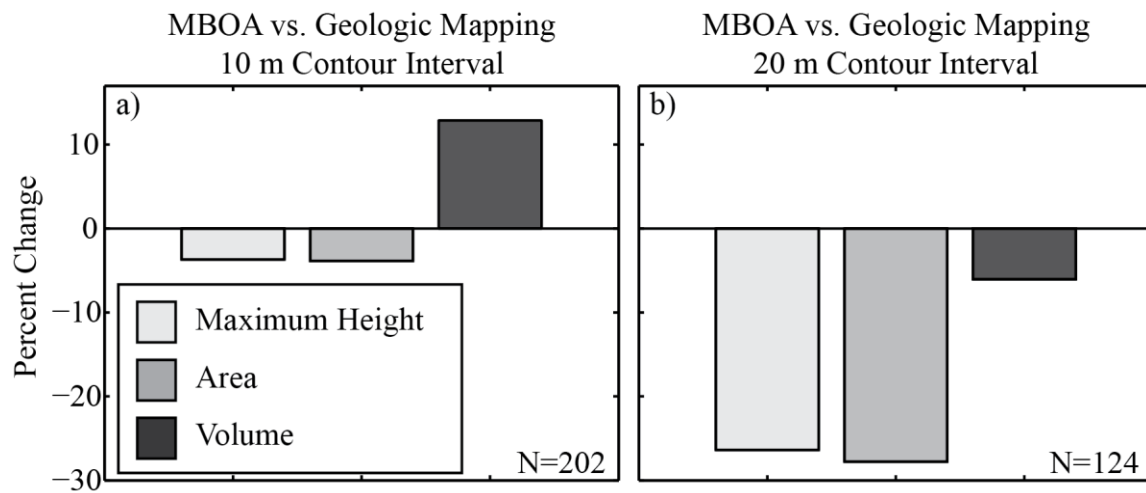 MBOA vs. Geologic Mapping
10 m Contour Interval
MBOA vs. Geologic Mapping
20 m Contour Interval
a)
b)
Percent Change
10
0
−10
−20
−30
Maximum Height
Area
Volume
N=202
N=124